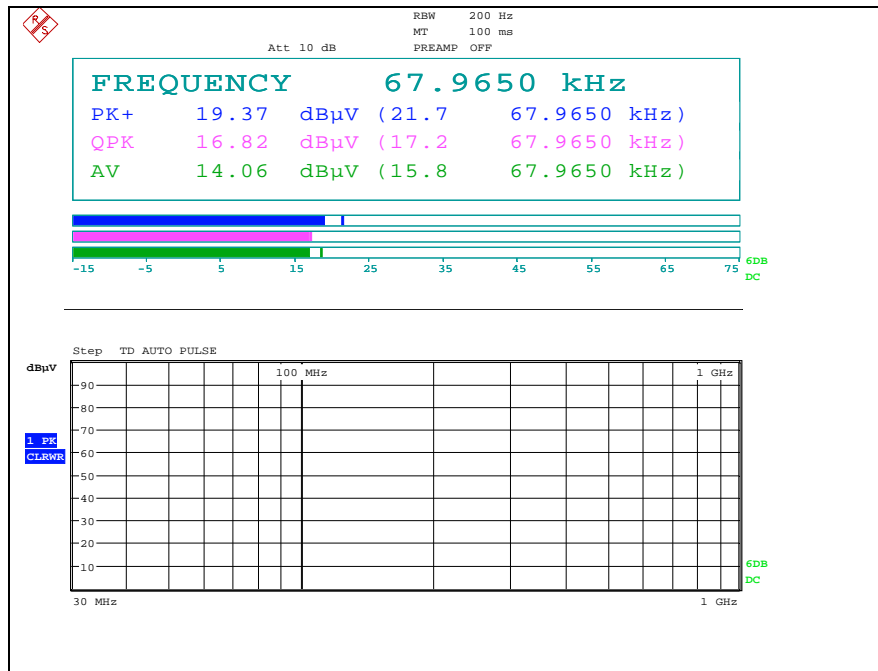 R S
RBW 200 Hz
MT 100 ms
Att 10 dB PREAMP OFF
FREQUENCY 67.9650 kHz
PK+ 19.37 dBµV (21.7 67.9650 kHz)
QPK 16.82 dBµV (17.2 67.9650 kHz)
AV 14.06 dBµV (15.8 67.9650 kHz)
-15 -5 5 15 25 35 45 55 65 75
6DB
DC
Step TD AUTO PULSE
dBµV
100 MHz 1 GHz
90
80
70
1 PK
CLRWR
60
50
40
30
20
10
6DB
DC
30 MHz 1 GHz